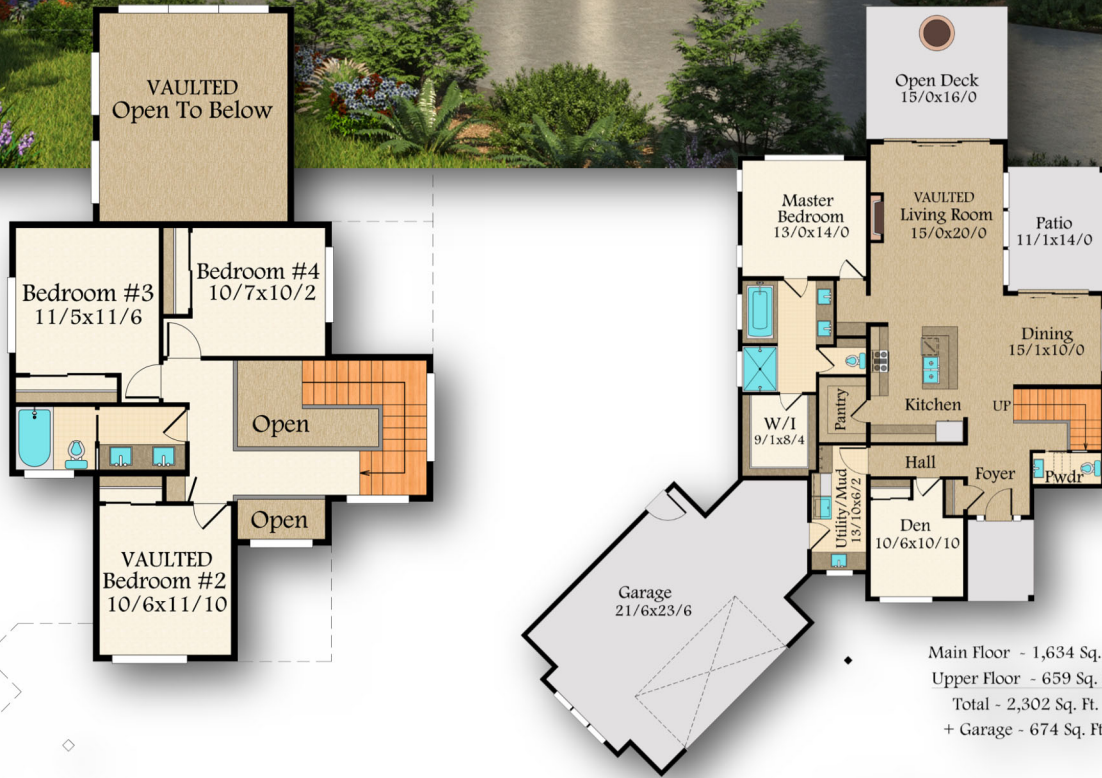 VAULTED
Open To Below
Bedroom #3
11/5x11/6
Bedroom #4
10/7x10/2
Open
Open
VAULTED
Bedroom #2
10/6x11/10
Open Deck
15/0x16/0
Master
Bedroom
13/0x14/0
VAULTED
Living Room
15/0x20/0
Patio
11/1x14/0
Dining
15/1x10/0
Kitchen
UP
Pantry
W/I
9/1x8/4
Hall
Foyer
Pwdr
Utility/Mud
13/10x6/2
Den
10/6x10/10
Garage
21/6x23/6
Main Floor - 1,634 Sq.
Upper Floor - 659 Sq.
Total - 2,302 Sq. Ft.
+ Garage - 674 Sq. Ft